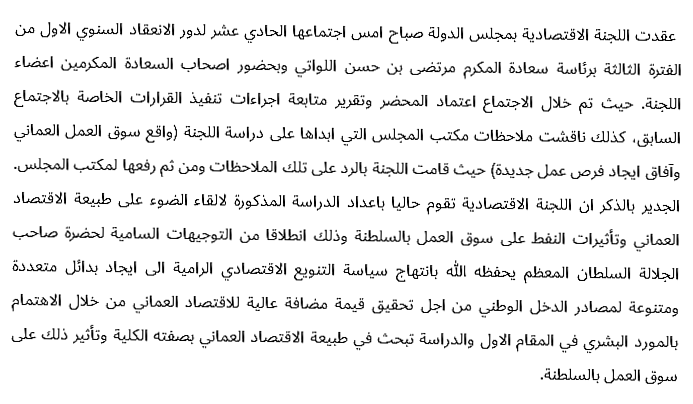 عقدت اللجنة الاقتصادية بمجلس الدولة صباح امس اجتماعها الحادي عشر لدور الانعقاد السنوي الاول من
الفترة الثالثة برئاسة سعادة المكرم مرتضى بن حسن اللواتي وبحضور اصحاب السعادة المكرمين اعضاء
اللجنة. حيث تم خلال الاجتماع اعتماد المحضر وتقرير متابعة اجراءات تنفيذ القرارات الخاصة بالاجتماع
السابق، كذلك ناقشت ملاحظات مكتب المجلس التي ابداها على دراسة اللجنة (واقع سوق العمل العماني
وآفاق ايجاد فرص عمل جديدة) حيث قامت اللجنة بالرد على تلك الملاحظات ومن ثم رفعها لمكتب المجلس.
الجدير بالذكر ان اللجنة الاقتصادية تقوم حاليا باعداد الدراسة المذكورة لالقاء الضوء على طبيعة الاقتصاد
العماني وتأثيرات النفط على سوق العمل بالسلطنة وذلك انطلاقا من التوجيهات السامية لحضرة صاحب
الجلالة السلطان المعظم يحفظه الله بانتهاج سياسة التنويع الاقتصادي الرامية الى ايجاد بدائل متعددة
ومتنوعة لمصادر الدخل الوطني من اجل تحقيق قيمة مضافة عالية للاقتصاد العماني من خلال الاهتمام
بالمورد البشري في المقام الاول والدراسة تبحث في طبيعة الاقتصاد العماني بصفته الكلية وتأثير ذلك على
سوق العمل بالسلطنة.